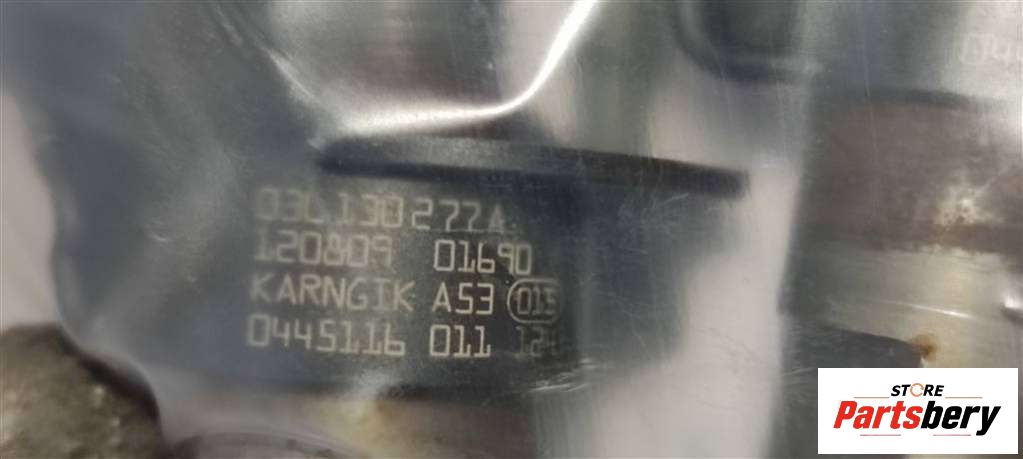 03L130277A
120809 01690
KARNGIK A53 015
0445116 011
STORE
Partsbery